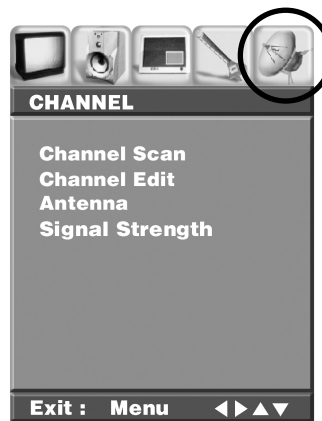 CHANNEL
Channel Scan
Channel Edit
Antenna
Signal Strength
Exit : Menu ◀▶▲▼